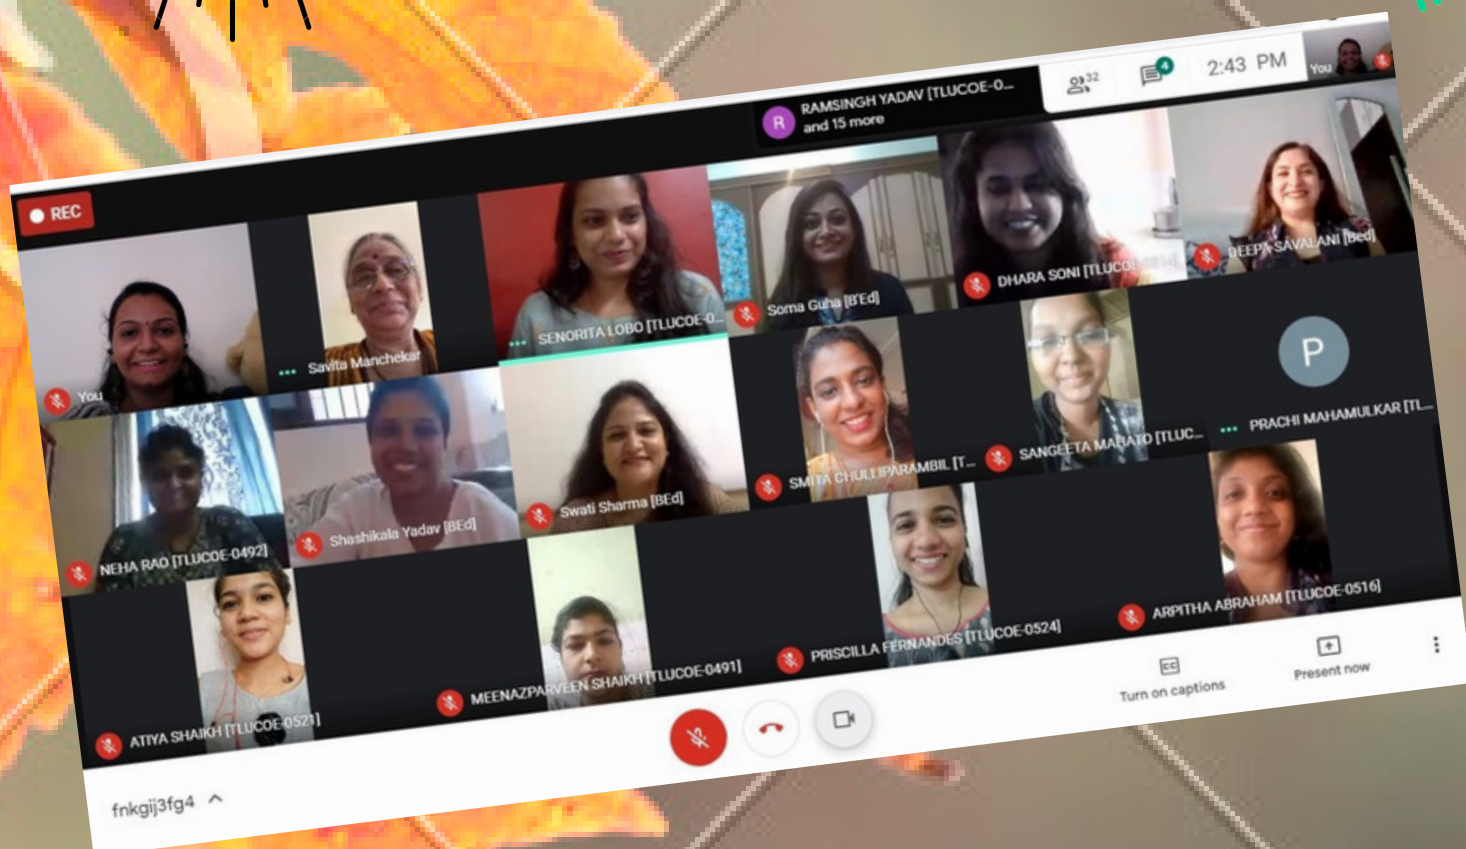 REC
RAMSINGH YADAV [TLUCOE-0...
and 15 more
32
4
2:43 PM
You
You
Savita Manchekar
SENORITA LOBO [TLUCOE-0...
Soma Guha [B'Ed]
DHARA SONI [TLUCOE
DEEPA SAVALANI [Bed]
NEHA RAO [TLUCOE-0492]
Shashikala Yadav [BEd]
Swati Sharma [BEd]
SMITA CHULLIPARAMBIL [T...
SANGEETA MAHATO [TLUC...
P
PRACHI MAHAMULKAR [TL...
ATIYA SHAIKH [TLUCOE-0521]
MEENAZPARVEEN SHAIKH [TLUCOE-0491]
PRISCILLA FERNANDES [TLUCOE-0524]
ARPITHA ABRAHAM [TLUCOE-0516]
fnkgij3fg4
CC
Turn on captions
Present now
R